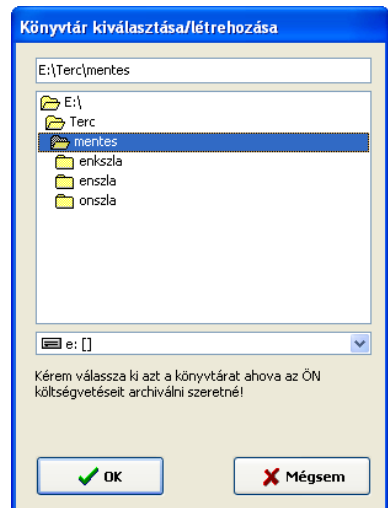 Könyvtár kiválasztása/létrehozása
E:\Terc\mentes
E:\
Terc
mentes
enkszla
enszla
onszla
e: []
Kérem válassza ki azt a könyvtárat ahova az ÖN
költségvetéseit archiválni szeretné!
OK
Mégsem